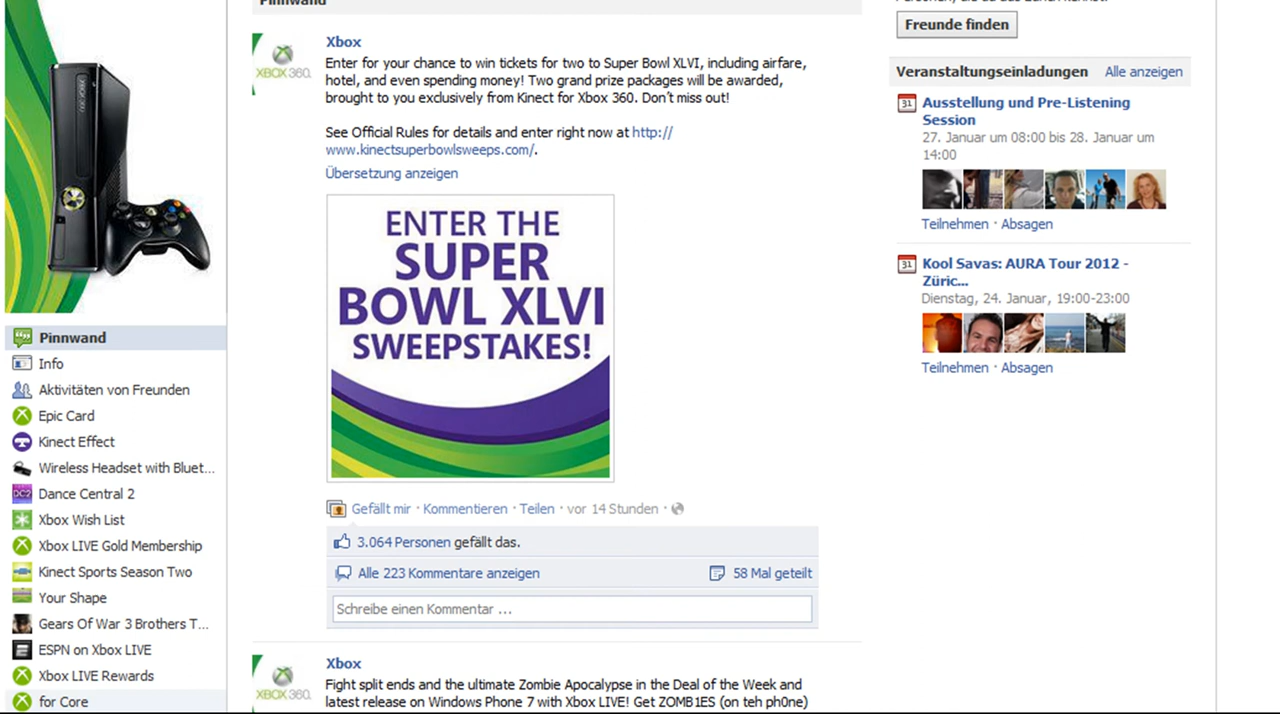 Pinnwand
Xbox
Enter for your chance to win tickets for two to Super Bowl XLVI, including airfare,
hotel, and even spending money! Two grand prize packages will be awarded,
brought to you exclusively from Kinect for Xbox 360. Don't miss out!
See Official Rules for details and enter right now at http://
www.kinectsuperbowlsweeps.com/.
Übersetzung anzeigen
ENTER THE
SUPER
BOWL XLVI
SWEEPSTAKES!
Gefällt mir · Kommentieren · Teilen · vor 14 Stunden ·
3.064 Personen gefällt das.
Alle 223 Kommentare anzeigen
58 Mal geteilt
Schreibe einen Kommentar ...
Xbox
Fight split ends and the ultimate Zombie Apocalypse in the Deal of the Week and
latest release on Windows Phone 7 with Xbox LIVE! Get ZOMB1ES (on teh ph0ne)
XBOX 360.
XBOX 360.
Pinnwand
Info
Aktivitäten von Freunden
Epic Card
Kinect Effect
Wireless Headset with Bluet...
DC2
Dance Central 2
Xbox Wish List
Xbox LIVE Gold Membership
Kinect Sports Season Two
Your Shape
Gears Of War 3 Brothers T...
ESPN on Xbox LIVE
Xbox LIVE Rewards
for Core
Freunde finden
Veranstaltungseinladungen
Alle anzeigen
31
Ausstellung und Pre-Listening
Session
27. Januar um 08:00 bis 28. Januar um
14:00
Teilnehmen · Absagen
31
Kool Savas: AURA Tour 2012 -
Züric...
Dienstag, 24. Januar, 19:00-23:00
Teilnehmen · Absagen